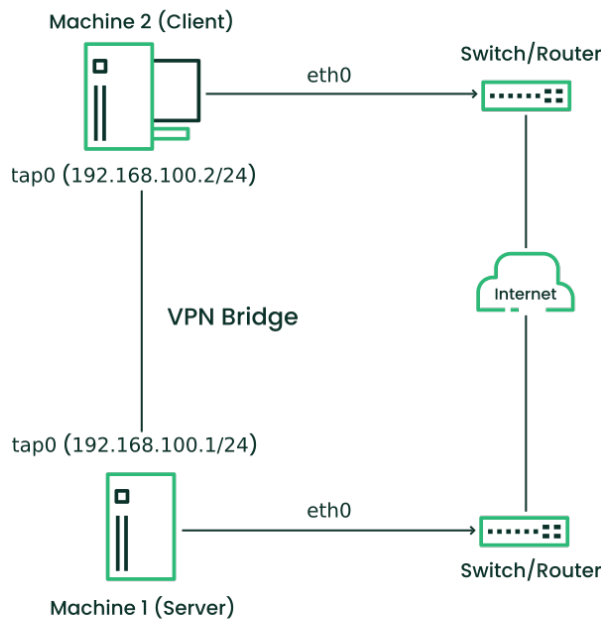 Machine 2 (Client)
Switch/Router
eth0
tap0 (192.168.100.2/24)
Internet
VPN Bridge
tap0 (192.168.100.1/24)
eth0
Switch/Router
Machine 1 (Server)